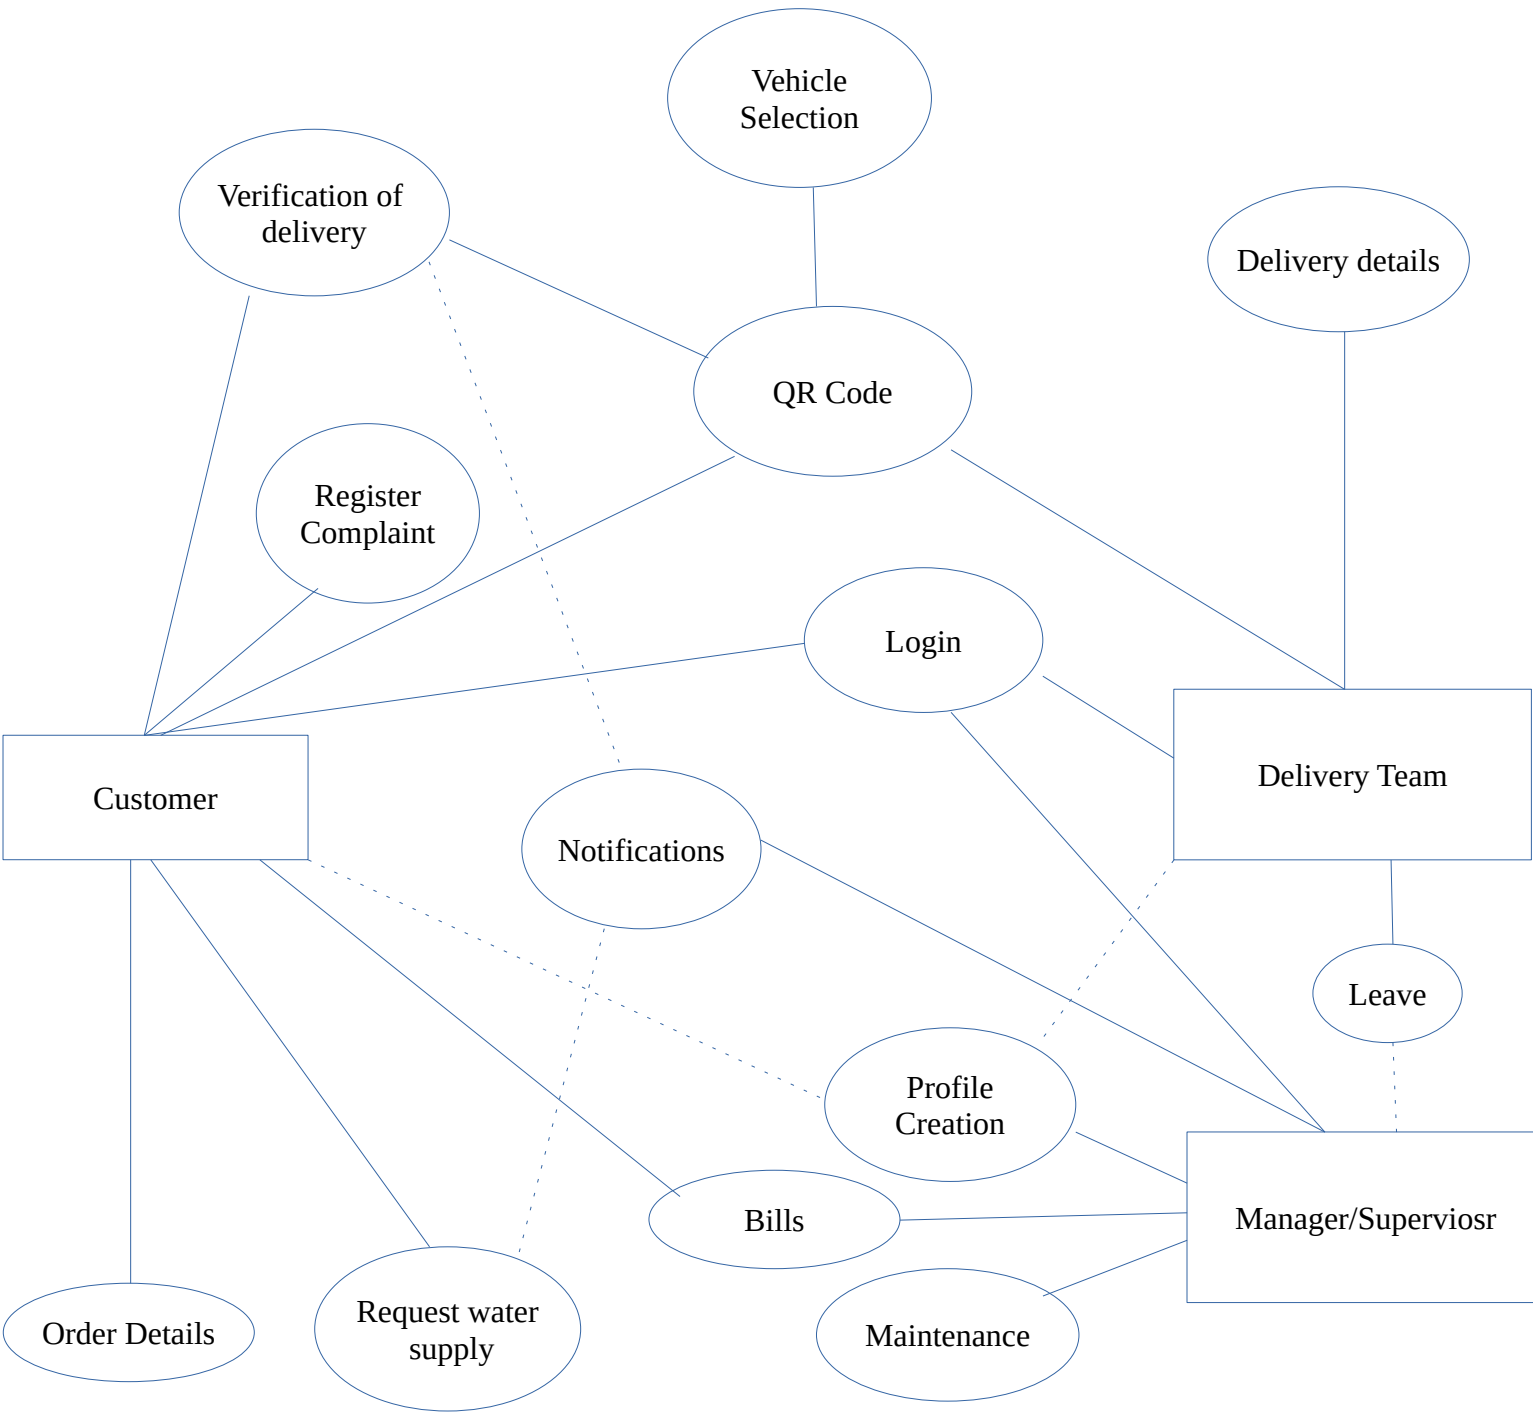 Vehicle
Selection
Verification of
delivery
Delivery details
QR Code
Register
Complaint
Login
Delivery Team
Customer
Notifications
Leave
Profile
Creation
Bills
Manager/Superviosr
Order Details
Request water
supply
Maintenance